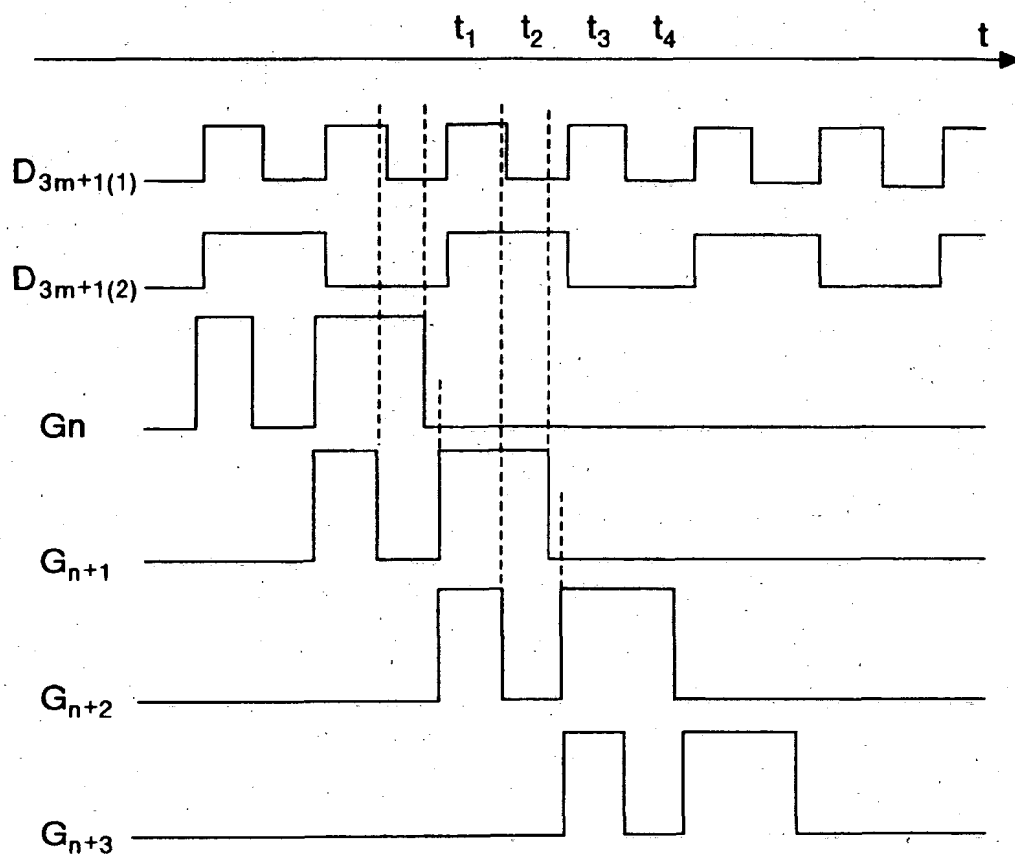 t₁ t₂ t₃ t₄ t
D₃ₘ₊₁₍₁₎
D₃ₘ₊₁₍₂₎
Gn
Gₙ₊₁
Gₙ₊₂
Gₙ₊₃